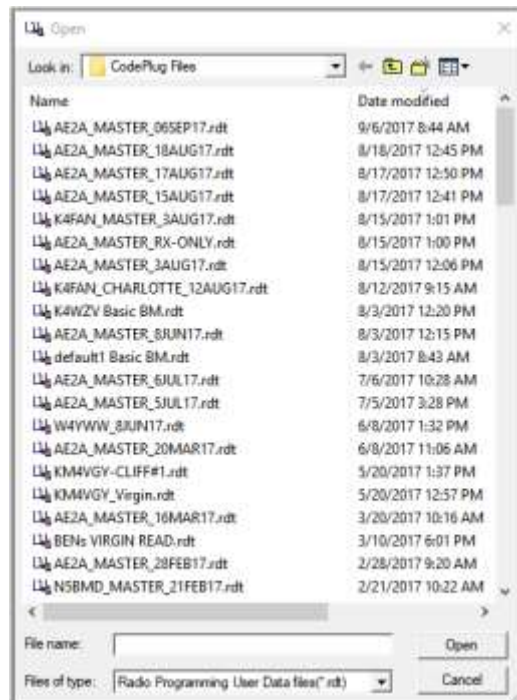 Open
Look in: CodePlug Files
Name Date modified
AE2A_MASTER_06SEP17.rdt 9/6/2017 8:44 AM
AE2A_MASTER_18AUG17.rdt 8/18/2017 12:45 PM
AE2A_MASTER_17AUG17.rdt 8/17/2017 12:50 PM
AE2A_MASTER_15AUG17.rdt 8/17/2017 12:41 PM
K4FAN_MASTER_3AUG17.rdt 8/15/2017 1:01 PM
AE2A_MASTER_RX-ONLY.rdt 8/15/2017 1:00 PM
AE2A_MASTER_3AUG17.rdt 8/15/2017 12:06 PM
K4FAN_CHARLOTTE_12AUG17.rdt 8/12/2017 9:15 AM
K4WZV Basic BM.rdt 8/3/2017 12:20 PM
AE2A_MASTER_8JUN17.rdt 8/3/2017 12:15 PM
default1 Basic BM.rdt 8/3/2017 8:43 AM
AE2A_MASTER_6JUL17.rdt 7/6/2017 10:28 AM
AE2A_MASTER_5JUL17.rdt 7/5/2017 3:28 PM
W4YWW_8JUN17.rdt 6/8/2017 1:32 PM
AE2A_MASTER_20MAR17.rdt 6/8/2017 11:06 AM
KM4VGY-CLIFF#1.rdt 5/20/2017 1:37 PM
KM4VGY_Virgin.rdt 5/20/2017 12:57 PM
AE2A_MASTER_16MAR17.rdt 3/20/2017 10:16 AM
BENs VIRGIN READ.rdt 3/10/2017 6:01 PM
AE2A_MASTER_28FEB17.rdt 2/28/2017 9:20 AM
N5BMD_MASTER_21FEB17.rdt 2/21/2017 10:22 AM
File name: Open
Files of type: Radio Programming User Data files(*.rdt) Cancel